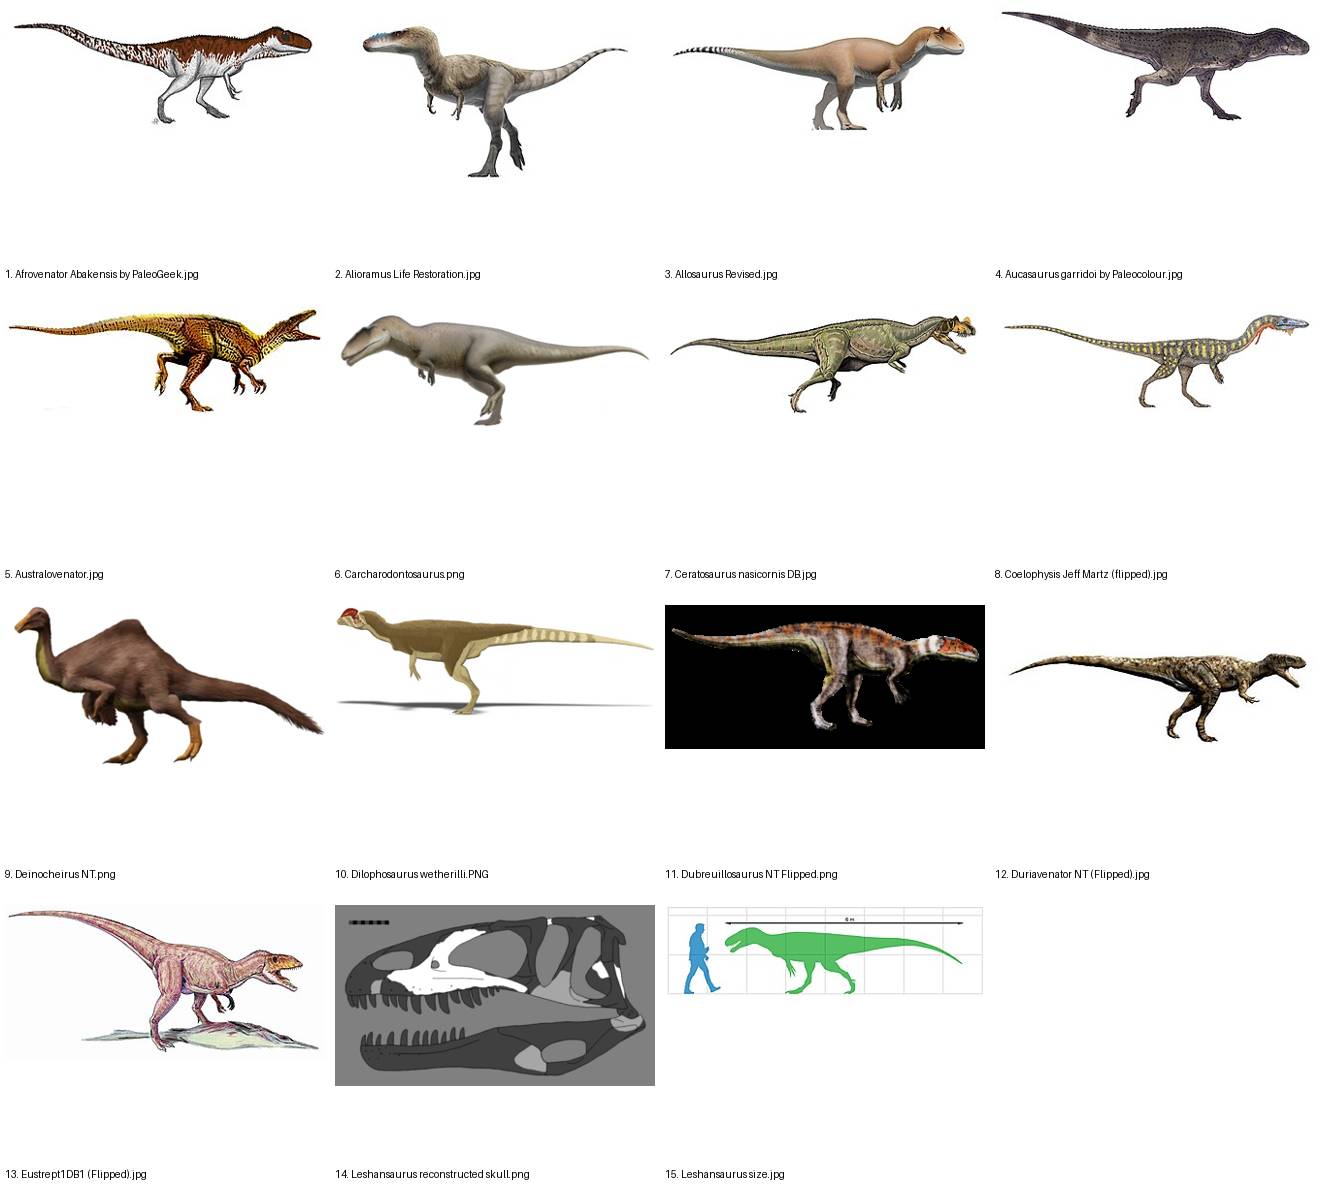 1. Afrovenator Abakensis by PaleoGeek.jpg
2. Alioramus Life Restoration.jpg
3. Allosaurus Revised.jpg
4. Aucasaurus garridoi by Paleocolour.jpg
5. Australovenator.jpg
6. Carcharodontosaurus.png
7. Ceratosaurus nasicornis DB.jpg
8. Coelophysis Jeff Martz (flipped).jpg
9. Deinocheirus NT.png
10. Dilophosaurus wetherilli.PNG
11. Dubreuillosaurus NT Flipped.png
12. Duriavenator NT (Flipped).jpg
6 m
13. Eustrept1DB1 (Flipped).jpg
14. Leshansaurus reconstructed skull.png
15. Leshansaurus size.jpg